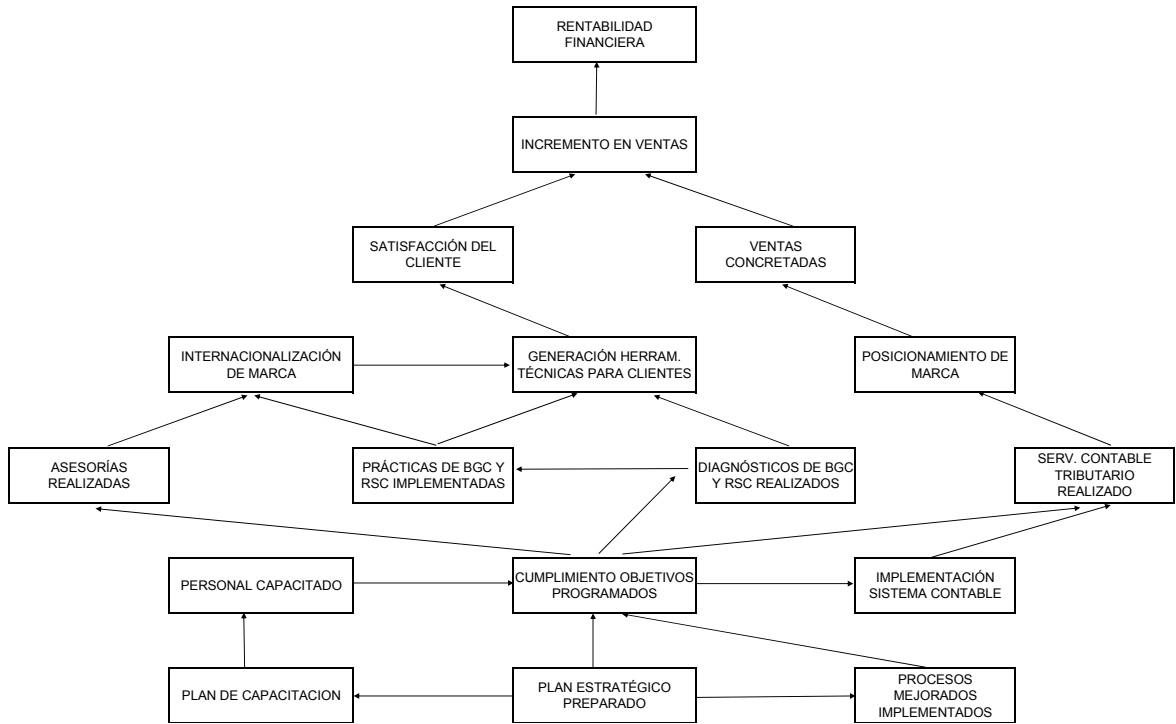 RENTABILIDAD
FINANCIERA
INCREMENTO EN VENTAS
SATISFACCIÓN DEL
CLIENTE
VENTAS
CONCRETADAS
INTERNACIONALIZACIÓN
DE MARCA
GENERACIÓN HERRAM.
TÉCNICAS PARA CLIENTES
POSICIONAMIENTO DE
MARCA
ASESORÍAS
REALIZADAS
PRÁCTICAS DE BGC Y
RSC IMPLEMENTADAS
DIAGNÓSTICOS DE BGC
Y RSC REALIZADOS
SERV. CONTABLE
TRIBUTARIO
REALIZADO
PERSONAL CAPACITADO
CUMPLIMIENTO OBJETIVOS
PROGRAMADOS
IMPLEMENTACIÓN
SISTEMA CONTABLE
PLAN DE CAPACITACION
PLAN ESTRATÉGICO
PREPARADO
PROCESOS
MEJORADOS
IMPLEMENTADOS